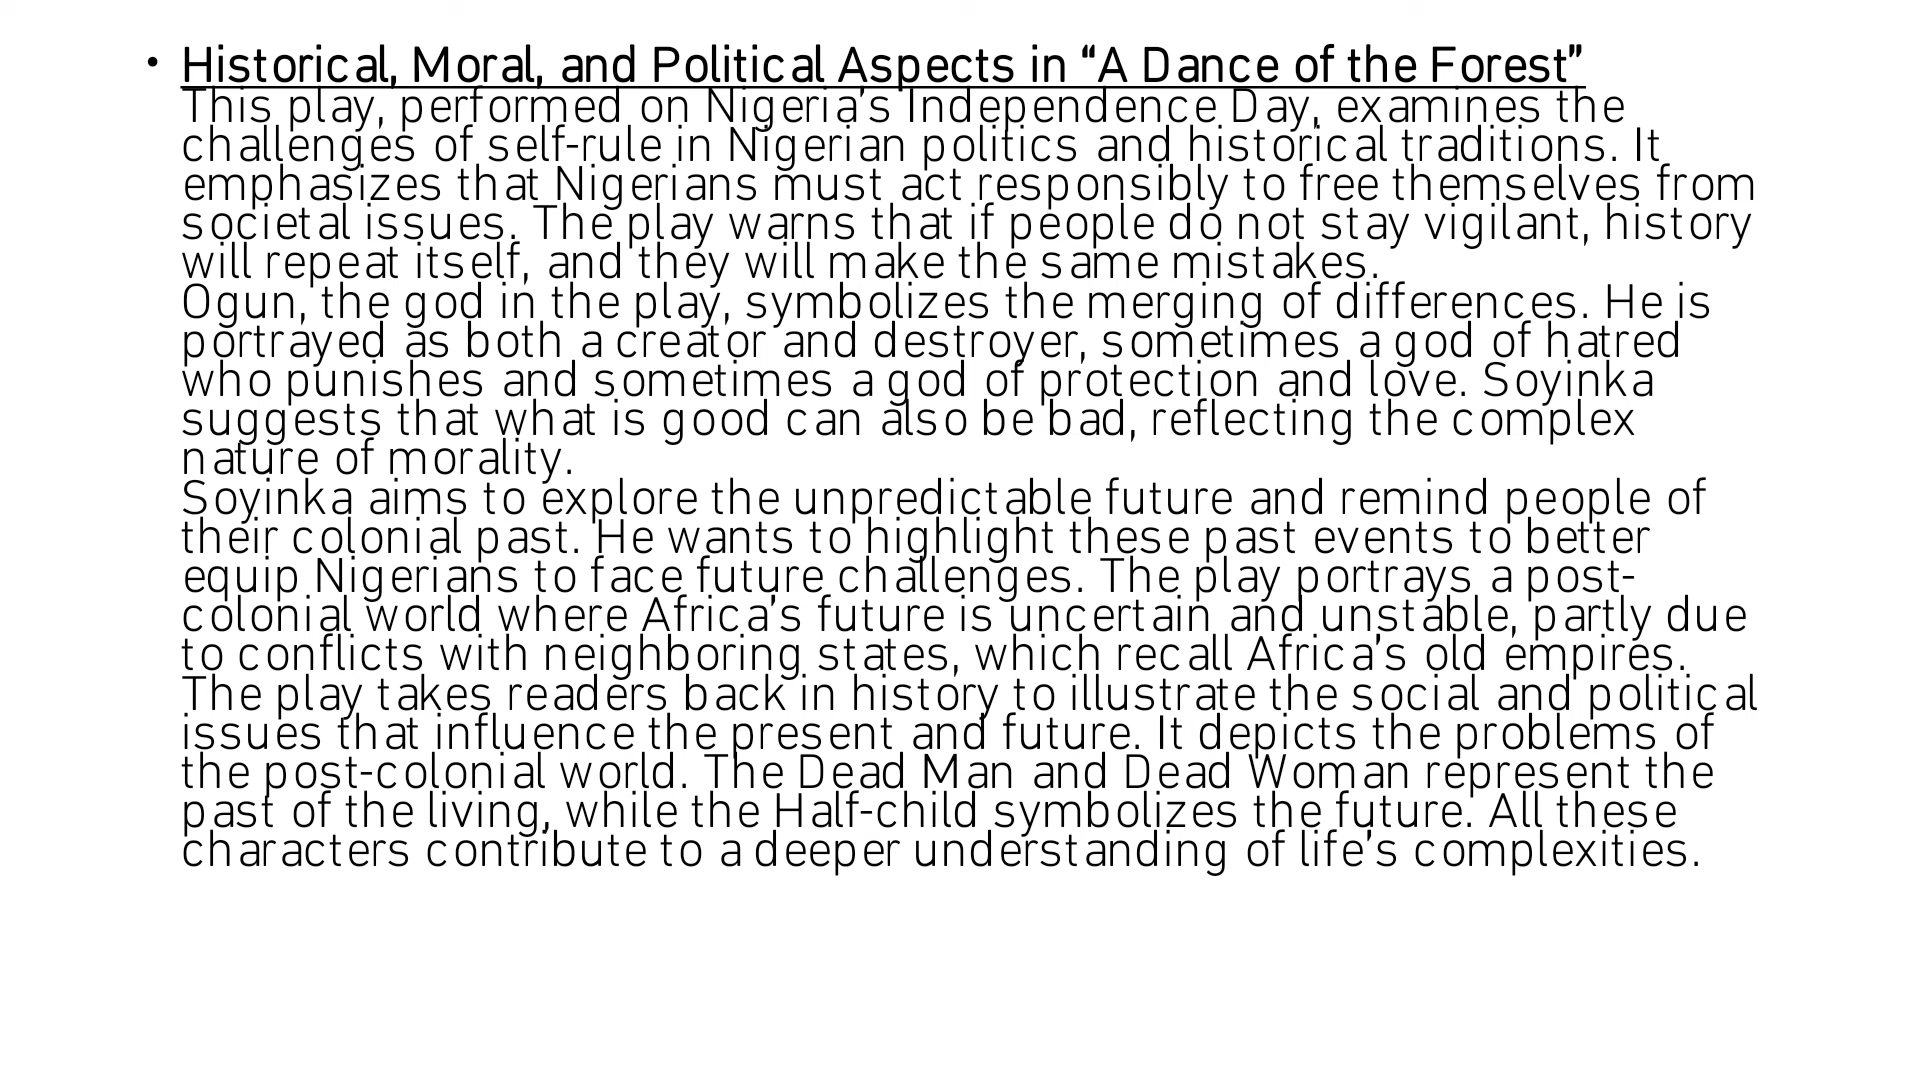 • Historical, Moral, and Political Aspects in “A Dance of the Forest”
This play, performed on Nigeria’s Independence Day, examines the
challenges of self-rule in Nigerian politics and historical traditions. It
emphasizes that Nigerians must act responsibly to free themselves from
societal issues. The play warns that if people do not stay vigilant, history
will repeat itself, and they will make the same mistakes.
Ogun, the god in the play, symbolizes the merging of differences. He is
portrayed as both a creator and destroyer, sometimes a god of hatred
who punishes and sometimes a god of protection and love. Soyinka
suggests that what is good can also be bad, reflecting the complex
nature of morality.
Soyinka aims to explore the unpredictable future and remind people of
their colonial past. He wants to highlight these past events to better
equip Nigerians to face future challenges. The play portrays a post-
colonial world where Africa’s future is uncertain and unstable, partly due
to conflicts with neighboring states, which recall Africa’s old empires.
The play takes readers back in history to illustrate the social and political
issues that influence the present and future. It depicts the problems of
the post-colonial world. The Dead Man and Dead Woman represent the
past of the living, while the Half-child symbolizes the future. All these
characters contribute to a deeper understanding of life’s complexities.